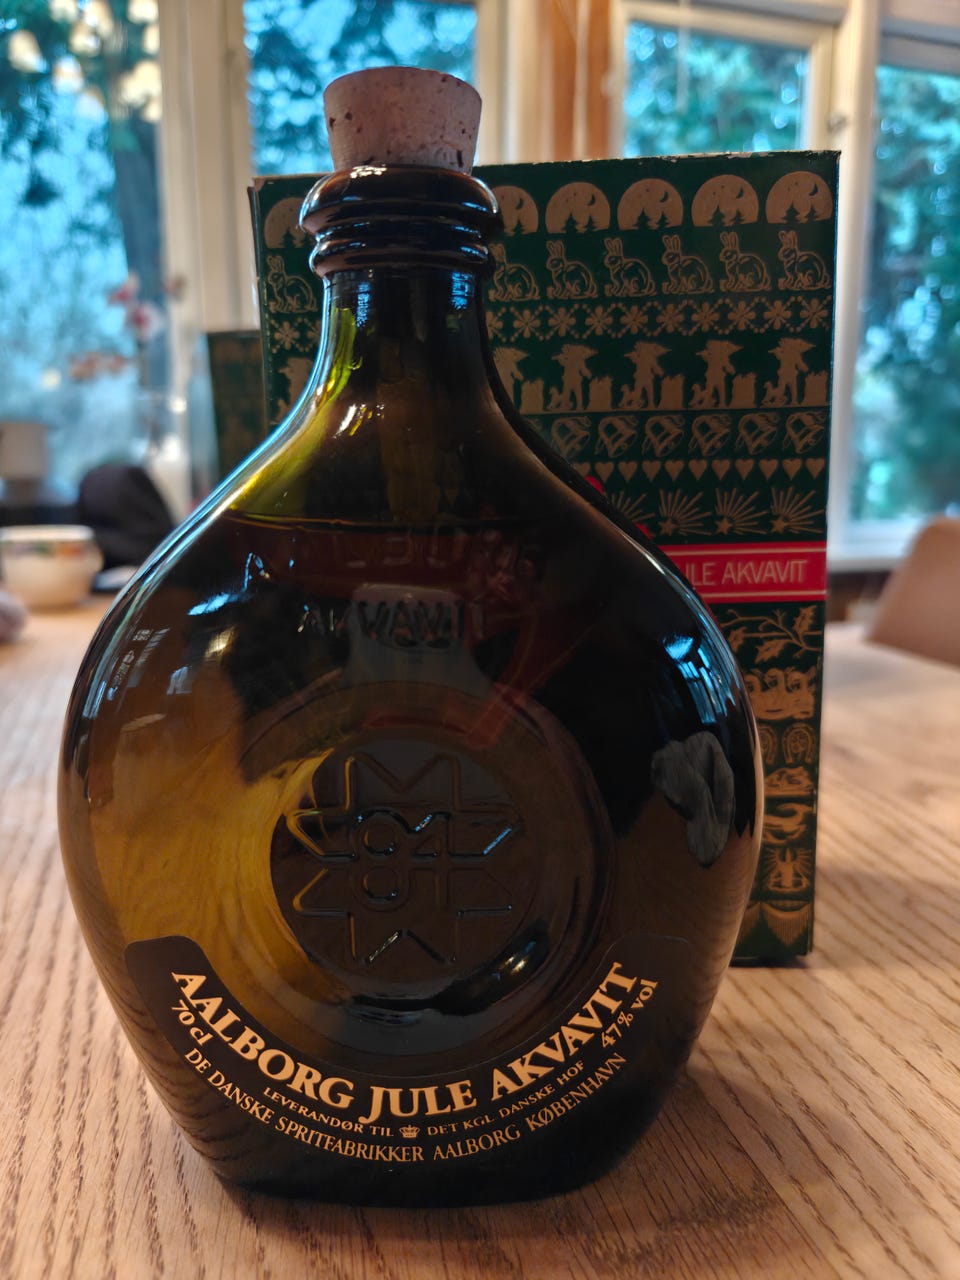 JULE AKVAVIT
AKVAVIT
AALBORG JULE AKVAVIT
70 cl
47% vol
LEVERANDØR TIL DET KGL. DANSKE HOF
DE DANSKE SPRITFABRIKKER AALBORG KØBENHAVN